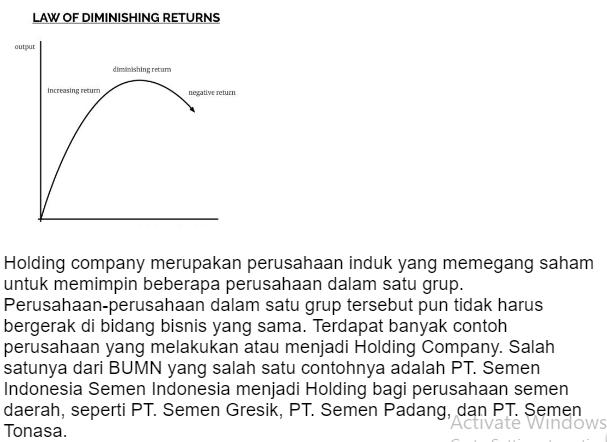 LAW OF DIMINISHING RETURNS
output
diminishing return
increasing return
negative return
Holding company merupakan perusahaan induk yang memegang saham
untuk memimpin beberapa perusahaan dalam satu grup.
Perusahaan-perusahaan dalam satu grup tersebut pun tidak harus
bergerak di bidang bisnis yang sama. Terdapat banyak contoh
perusahaan yang melakukan atau menjadi Holding Company. Salah
satunya dari BUMN yang salah satu contohnya adalah PT. Semen
Indonesia Semen Indonesia menjadi Holding bagi perusahaan semen
daerah, seperti PT. Semen Gresik, PT. Semen Padang, dan PT. Semen
Tonasa.
Activate Windows